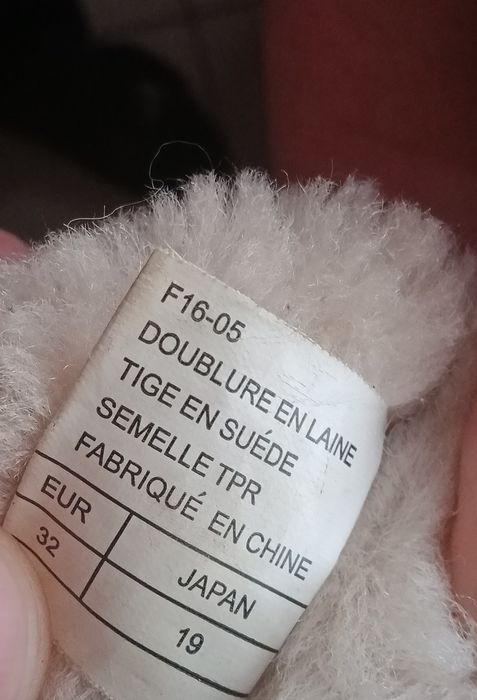 F16-05
DOUBLURE EN LAINE
TIGE EN SUÉDE
SEMELLE TPR
FABRIQUÉ EN CHINE
EUR JAPAN
32 19